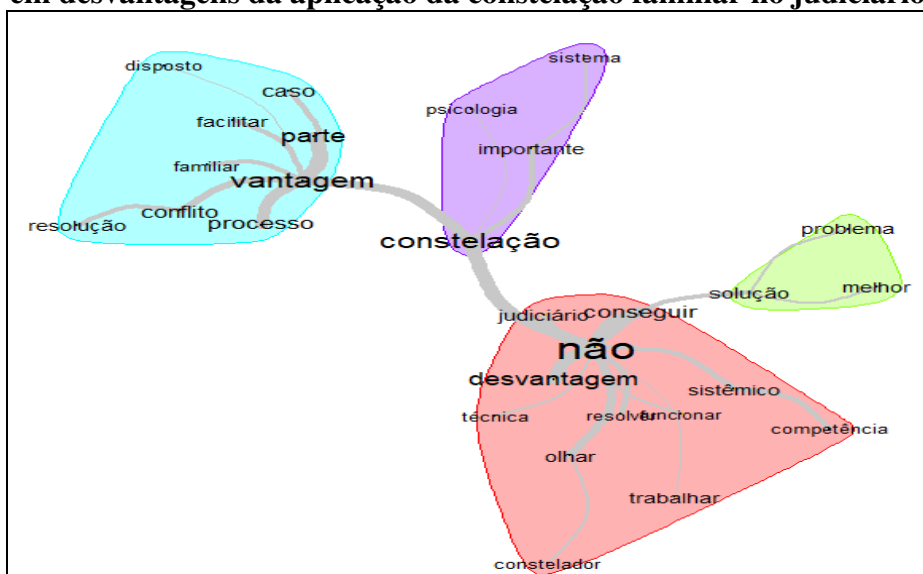 em desvantagens da aplicação da constelação familiar no judiciário
disposto
caso
facilitar
parte
familiar
vantagem
conflito
resolução
processo
sistema
psicologia
importante
constelação
problema
solução
melhor
judiciário
conseguir
não
desvantagem
sistêmico
técnica
resolver
funcionar
competência
olhar
trabalhar
constelador